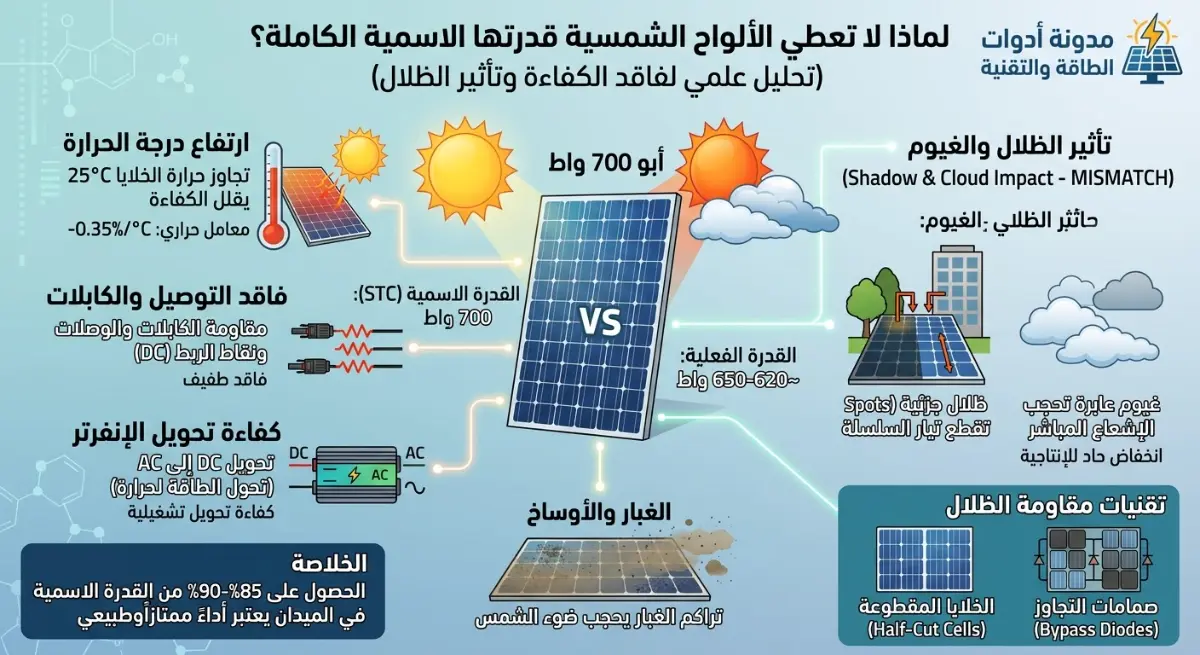 لماذا لا تعطي الألواح الشمسية قدرتها الاسمية الكاملة؟
(تحليل علمي لفاقد الكفاءة وتأثير الظلال)
مدونة أدوات
الطاقة والتقنية
OH
ارتفاع درجة الحرارة
تجاوز حرارة الخلايا 25°C
يقلل الكفاءة
معامل حراري: -0.35%/°C
فاقد التوصيل والكابلات
مقاومة الكابلات والوصلات
ونقاط الربط (DC)
فاقد طفيف
كفاءة تحويل الإنفرتر
تحويل DC إلى AC
(تحول الطاقة لحرارة)
كفاءة تحويل تشغيلية
DC
AC
AC
أبو 700 واط
VS
القدرة الاسمية (STC):
700 واط
القدرة الفعلية:
~620-650 واط
الغبار والأوساخ
تراكم الغبار يحجب ضوء الشمس
تأثير الظلال والغيوم
(Shadow & Cloud Impact - MISMATCH)
الغيوم:
ظلال جزئية (Spots
تقطع تيار السلسلة
غيوم عابرة تحجب
الإشعاع المباشر
انخفاض حاد للإنتاجية
تقنيات مقاومة الظلال
الخلايا المقطوعة
(Half-Cut Cells)
صمامات التجاوز
(Bypass Diodes)
الخلاصة
الحصول على 85%-90% من القدرة الاسمية
في الميدان يعتبر أداءً ممتازاًوطبيعي